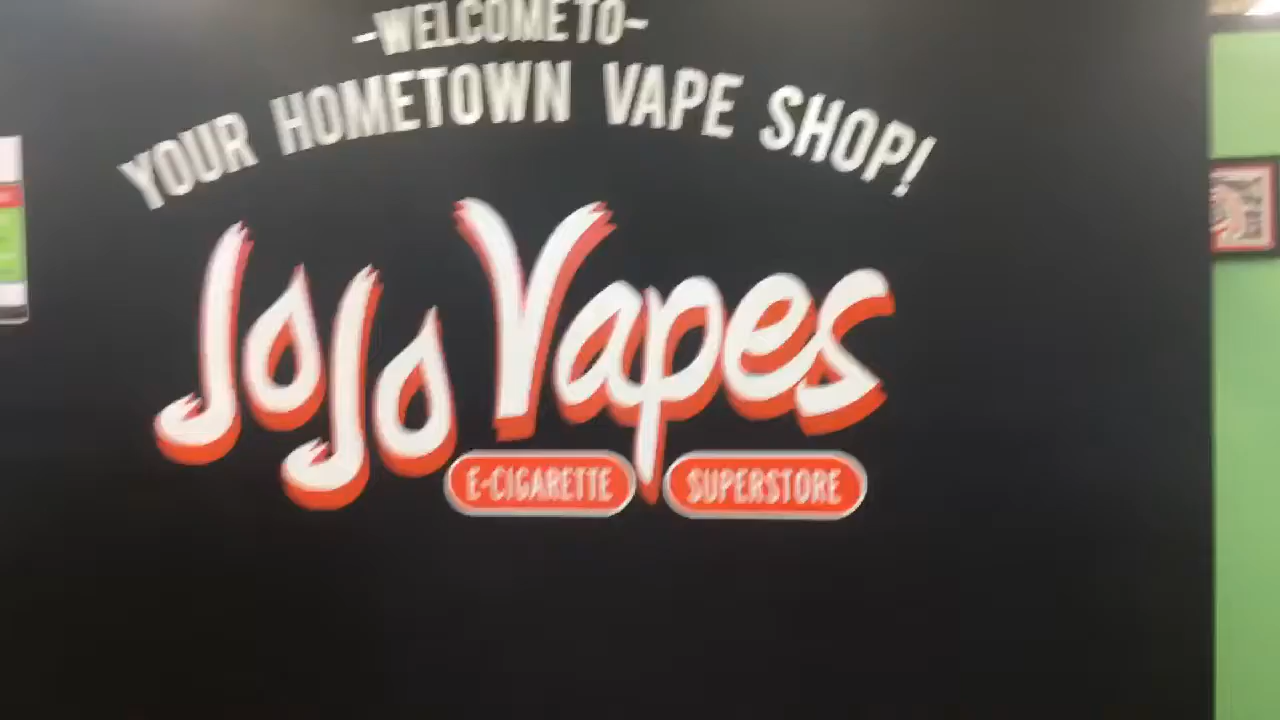 -WELCOME TO-
YOUR HOMETOWN VAPE SHOP!
JoJo Vapes
E-CIGARETTE SUPERSTORE